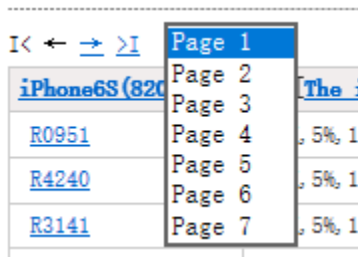 I< ← → >I
Page 1
Page 2
Page 3
Page 4
Page 5
Page 6
Page 7
iPhone6S(820
The
R0951
, 5%, 1
R4240
, 5%, 1
R3141
, 5%, 1